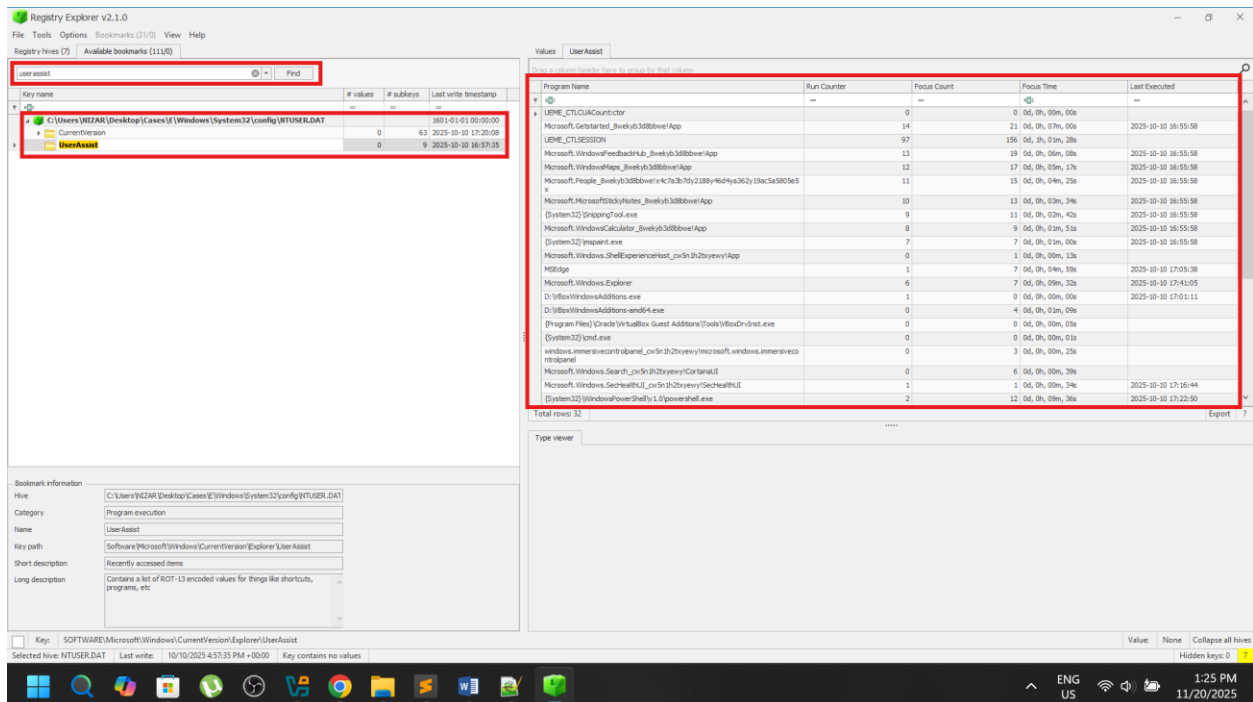 Registry Explorer v2.1.0
File Tools Options Bookmarks (31/0) View Help
Registry hives (7) Available bookmarks (111/0)
userassist Find
Key name # values # subkeys Last write timestamp
C:\Users\NIZAR\Desktop\Cases\E\Windows\System32\config\NTUSER.DAT 1601-01-01 00:00:00
CurrentVersion 0 63 2025-10-10 17:20:08
UserAssist 0 9 2025-10-10 16:57:35
Values UserAssist
Drag a column header here to group by that column
Program Name Run Counter Focus Count Focus Time Last Executed
UEME_CTLCUACount:ctor 0 0 0d, 0h, 00m, 00s
Microsoft.Getstarted_8wekyb3d8bbwe!App 14 21 0d, 0h, 07m, 00s 2025-10-10 16:55:58
UEME_CTLSESSION 97 156 0d, 1h, 01m, 28s
Microsoft.WindowsFeedbackHub_8wekyb3d8bbwe!App 13 19 0d, 0h, 06m, 08s 2025-10-10 16:55:58
Microsoft.WindowsMaps_8wekyb3d8bbwe!App 12 17 0d, 0h, 05m, 17s 2025-10-10 16:55:58
Microsoft.People_8wekyb3d8bbwe!x4c7a3b7dy2188y46d4ya362y19ac5a5805e5
x 11 15 0d, 0h, 04m, 25s 2025-10-10 16:55:58
Microsoft.MicrosoftStickyNotes_8wekyb3d8bbwe!App 10 13 0d, 0h, 03m, 34s 2025-10-10 16:55:58
{System32}\SnippingTool.exe 9 11 0d, 0h, 02m, 42s 2025-10-10 16:55:58
Microsoft.WindowsCalculator_8wekyb3d8bbwe!App 8 9 0d, 0h, 01m, 51s 2025-10-10 16:55:58
{System32}\mspaint.exe 7 7 0d, 0h, 01m, 00s 2025-10-10 16:55:58
Microsoft.Windows.ShellExperienceHost_cw5n1h2txyewy!App 0 1 0d, 0h, 00m, 13s
MSEdge 1 7 0d, 0h, 04m, 59s 2025-10-10 17:05:38
Microsoft.Windows.Explorer 6 7 0d, 0h, 09m, 32s 2025-10-10 17:41:05
D:\VBoxWindowsAdditions.exe 1 0 0d, 0h, 00m, 00s 2025-10-10 17:01:11
D:\VBoxWindowsAdditions-amd64.exe 0 4 0d, 0h, 01m, 09s
{Program Files}\Oracle\VirtualBox Guest Additions\Tools\VBoxDrvInst.exe 0 0 0d, 0h, 00m, 05s
{System32}\cmd.exe 0 0 0d, 0h, 00m, 01s
windows.immersivecontrolpanel_cw5n1h2txyewy!microsoft.windows.immersiveco
ntrolpanel 0 3 0d, 0h, 00m, 25s
Microsoft.Windows.Search_cw5n1h2txyewy!CortanaUI 0 6 0d, 0h, 00m, 39s
Microsoft.Windows.SecHealthUI_cw5n1h2txyewy!SecHealthUI 1 1 0d, 0h, 00m, 34s 2025-10-10 17:16:44
{System32}\WindowsPowerShell\v1.0\powershell.exe 2 12 0d, 0h, 09m, 36s 2025-10-10 17:22:50
Total rows: 32 Export ?
Type viewer
Bookmark information
Hive C:\Users\NIZAR\Desktop\Cases\E\Windows\System32\config\NTUSER.DAT
Category Program execution
Name UserAssist
Key path Software\Microsoft\Windows\CurrentVersion\Explorer\UserAssist
Short description Recently accessed items
Long description Contains a list of ROT-13 encoded values for things like shortcuts,
programs, etc
Key: SOFTWARE\Microsoft\Windows\CurrentVersion\Explorer\UserAssist Value: None Collapse all hives
Selected hive: NTUSER.DAT Last write: 10/10/2025 4:57:35 PM +00:00 Key contains no values Hidden keys: 0 7
ENG 1:25 PM
US 11/20/2025